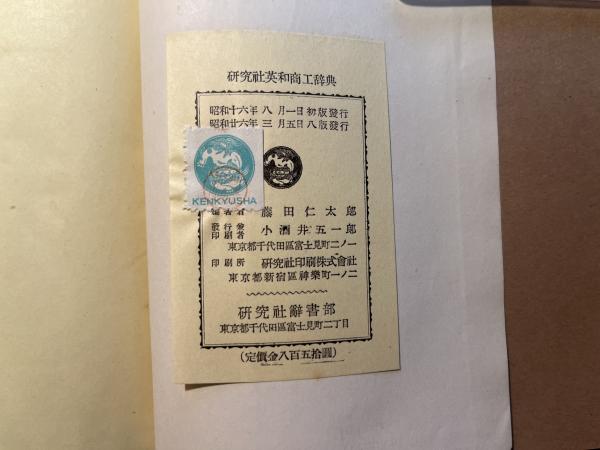 研究社英和商工辞典
昭和十六年八月一日初版發行
昭和廿六年三月五日八版發行
KENKYUSHA
編著者 藤田仁太郎
發行兼
印刷者 小酒井五一郎
東京都千代田區富士見町二ノ一
印刷所 研究社印刷株式會社
東京都新宿區神樂町一ノ二
研究社辭書部
東京都千代田區富士見町二丁目
(定價金八百五拾圓)